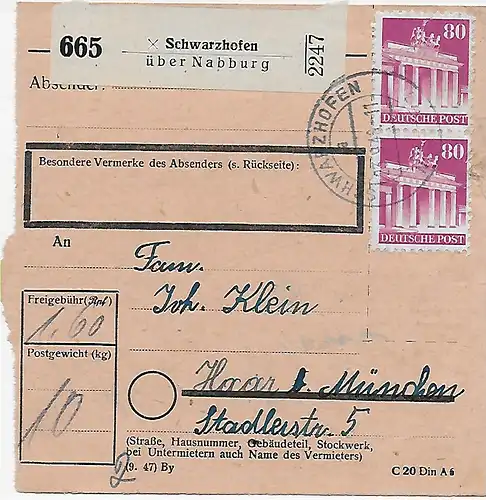 665
× Schwarzhofen
über Nabburg
2247
80
DEUTSCHE POST
80
DEUTSCHE POST
SCHWARZHOFEN
Absender:
Besondere Vermerke des Absenders (s. Rückseite):
An
Fam.
Joh. Klein
Freigebühr (Rpf)
1,60
Postgewicht (kg)
10
Haar b. München
Stadlerstr. 5
(Straße, Hausnummer, Gebäudeteil, Stockwerk,
bei Untermietern auch Name des Vermieters)
(9. 47) By
C 20 Din A 6